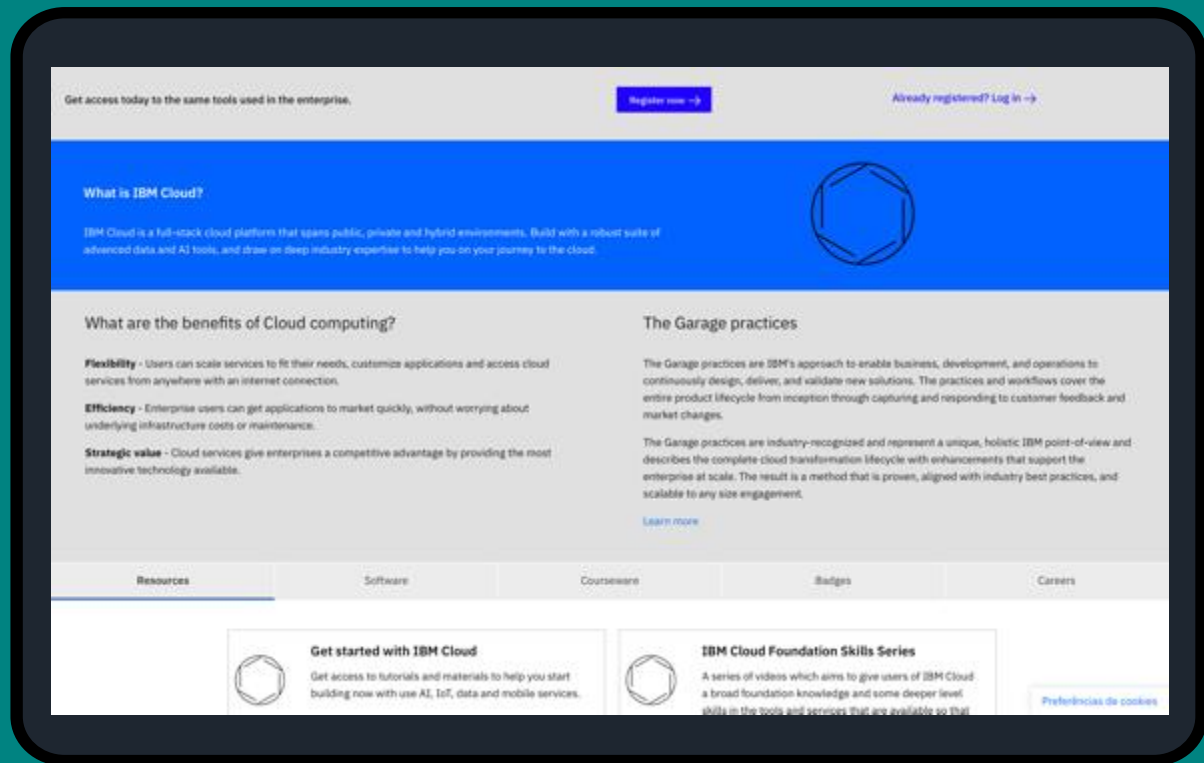 Get access today to the same tools used in the enterprise.
Register now →
Already registered? Log in →
What is IBM Cloud?
IBM Cloud is a full-stack cloud platform that spans public, private and hybrid environments. Build with a robust suite of
advanced data and AI tools, and draw on deep industry expertise to help you on your journey to the cloud.
What are the benefits of Cloud computing?
Flexibility - Users can scale services to fit their needs, customize applications and access cloud
services from anywhere with an internet connection.
Efficiency - Enterprise users can get applications to market quickly, without worrying about
underlying infrastructure costs or maintenance.
Strategic value - Cloud services give enterprises a competitive advantage by providing the most
innovative technology available.
The Garage practices
The Garage practices are IBM's approach to enable business, development, and operations to
continuously design, deliver, and validate new solutions. The practices and workflows cover the
entire product lifecycle from inception through capturing and responding to customer feedback and
market changes.
The Garage practices are industry-recognized and represent a unique, holistic IBM point-of-view and
describes the complete cloud transformation lifecycle with enhancements that support the
enterprise at scale. The result is a method that is proven, aligned with industry best practices, and
scalable to any size engagement.
Learn more
Resources
Software
Courseware
Badges
Careers
Get started with IBM Cloud
Get access to tutorials and materials to help you start
building now with use AI, IoT, data and mobile services.
IBM Cloud Foundation Skills Series
A series of videos which aims to give users of IBM Cloud
a broad foundation knowledge and some deeper level
skills in the tools and services that are available so that
Preferências de cookies